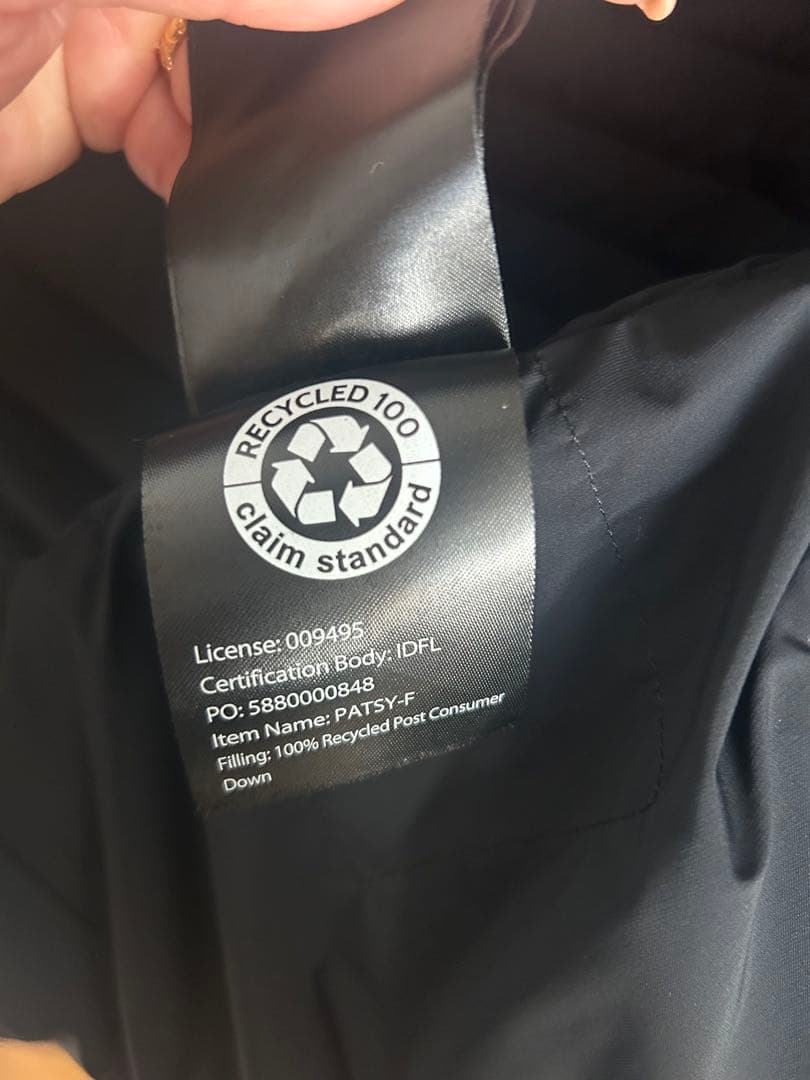 RECYCLED 100
claim standard
License: 009495
Certification Body: IDFL
PO: 5880000848
Item Name: PATSY-F
Filling: 100% Recycled Post Consumer
Down